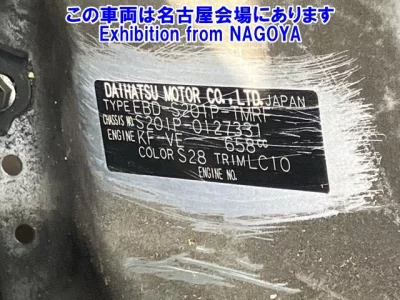 この車両は名古屋会場にあります
Exhibition from NAGOYA
DAIHATSU MOTOR CO., LTD. JAPAN
TYPE EBD-S201P-TMRF
CHASSIS NO. S201P-0127331
ENGINE KF-VE 658cc
COLOR S28 TRIM LC10
ENGINE NO.